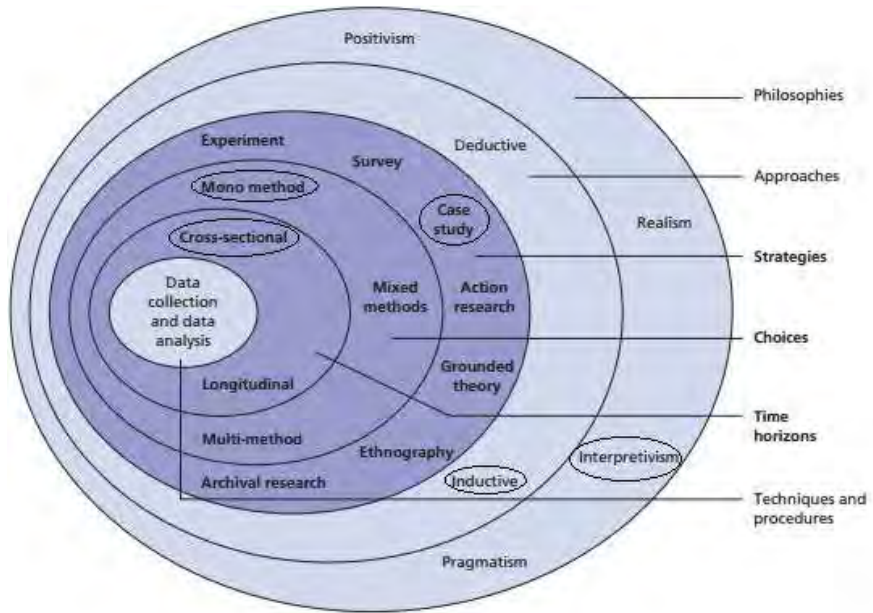 Positivism
Philosophies
Experiment
Deductive
Survey
Approaches
Mono method
Case
study
Realism
Cross-sectional
Strategies
Data
collection
and data
analysis
Mixed
methods
Action
research
Choices
Grounded
theory
Longitudinal
Time
horizons
Multi-method
Ethnography
Interpretivism
Archival research
Inductive
Techniques and
procedures
Pragmatism